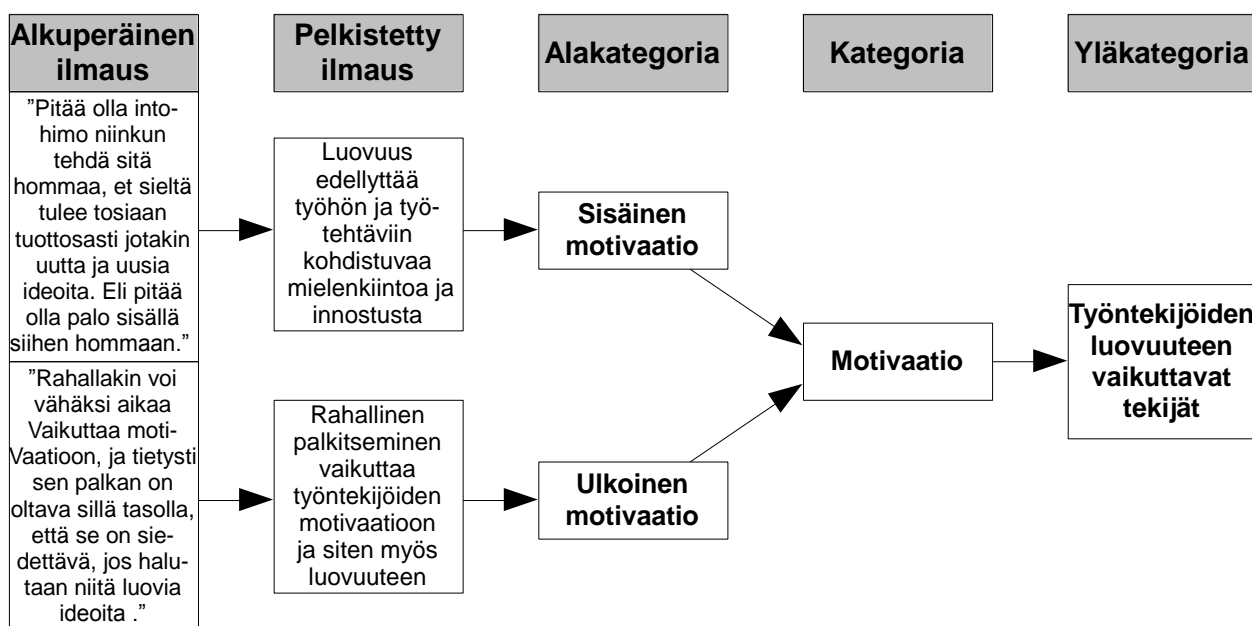 Alkuperäinen
ilmaus
Pelkistetty
ilmaus
Alakategoria
Kategoria
Yläkategoria
”Pitää olla into-
himo niinkun
tehdä sitä
hommaa, et sieltä
tulee tosiaan
tuottosasti jotakin
uutta ja uusia
ideoita. Eli pitää
olla palo sisällä
siihen hommaan.”
Luovuus
edellyttää
työhön ja työ-
tehtäviin
kohdistuvaa
mielenkiintoa ja
innostusta
Sisäinen
motivaatio
”Rahallakin voi
vähäksi aikaa
Vaikuttaa moti-
Vaatioon, ja tietysti
sen palkan on
oltava sillä tasolla,
että se on sie-
dettävä, jos halu-
taan niitä luovia
ideoita .”
Rahallinen
palkitseminen
vaikuttaa
työntekijöiden
motivaatioon
ja siten myös
luovuuteen
Ulkoinen
motivaatio
Motivaatio
Työntekijöiden
luovuuteen
vaikuttavat
tekijät